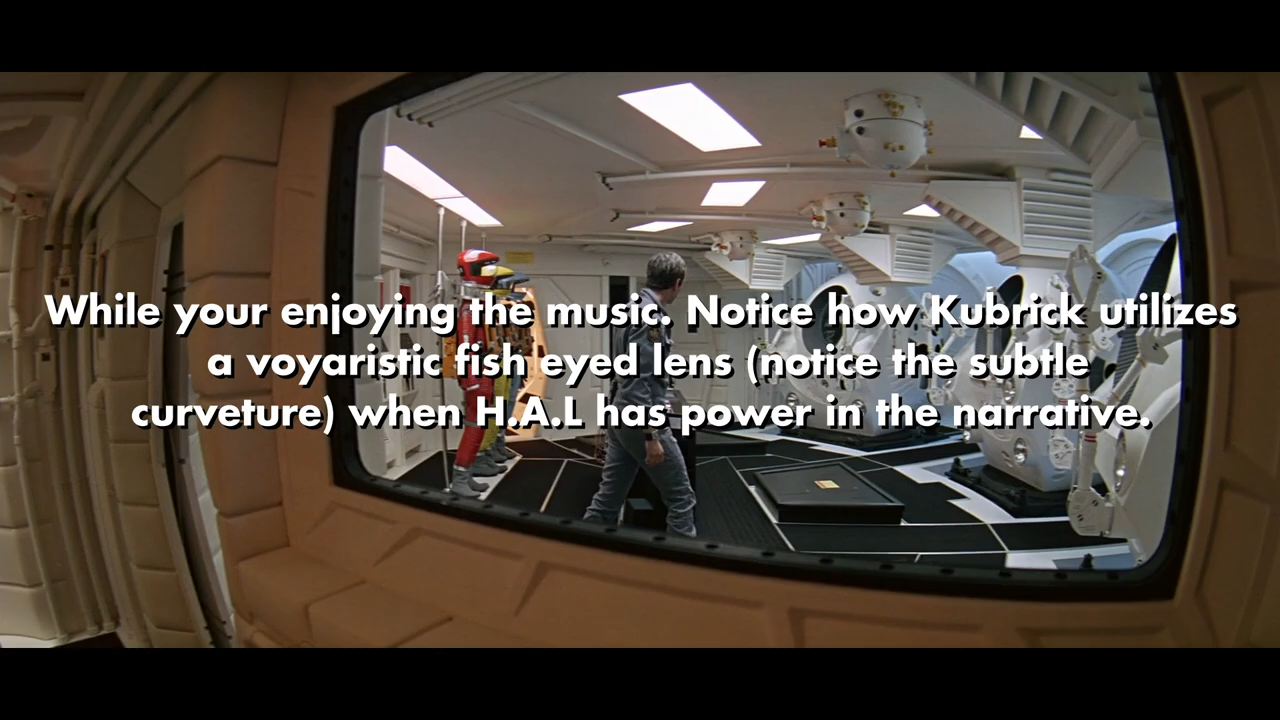 While your enjoying the music. Notice how Kubrick utilizes
a voyaristic fish eyed lens (notice the subtle
curveture) when H.A.L has power in the narrative.